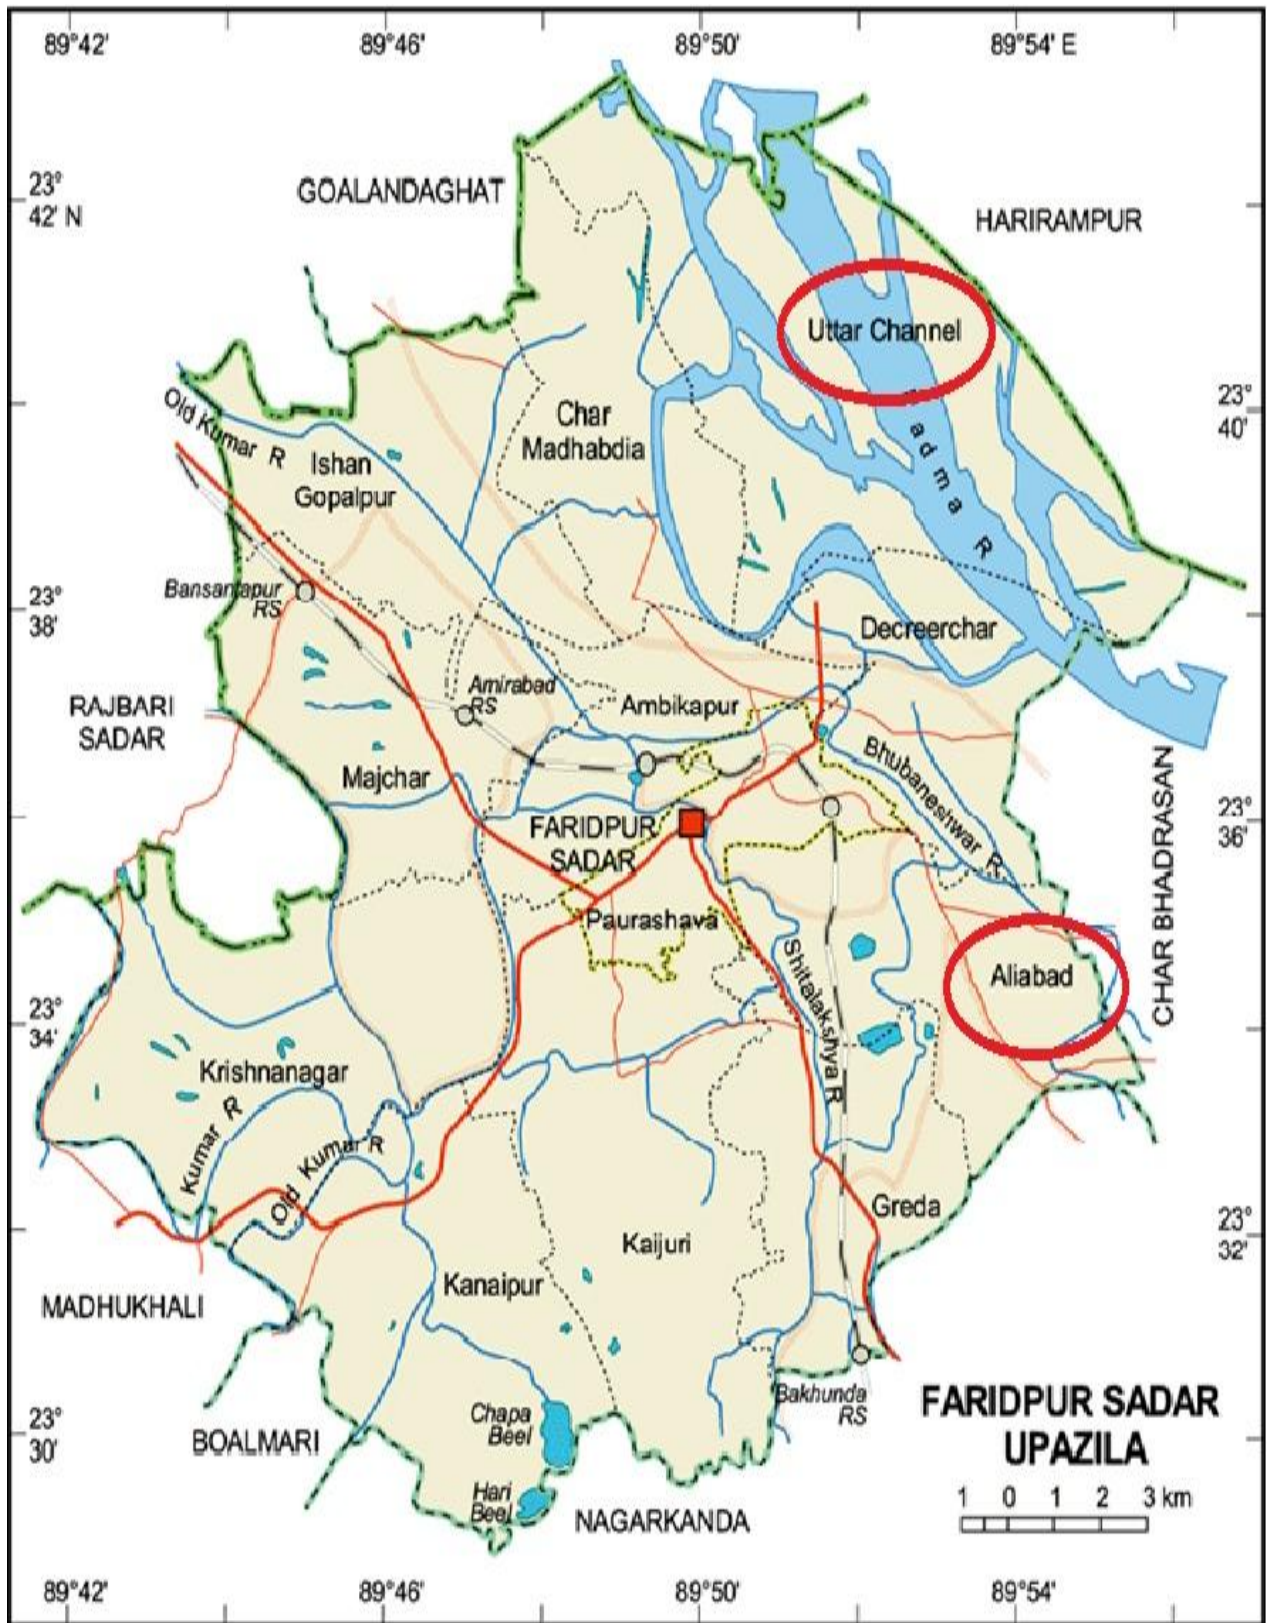 89°42'
89°46'
89°50'
89°54' E
23°
42' N
GOALANDAGHAT
HARIRAMPUR
Uttar Channel
23°
40'
Old Kumar R
Char
Madhabdia
Ishan
Gopalpur
adma R
Bansantapur
RS
23°
38'
Decreerchar
Amirabad
RS
Ambikapur
RAJBARI
SADAR
Majchar
Bhubaneshwar R
CHAR BHADRASAN
23°
36'
FARIDPUR
SADAR
Paurashava
Shitalakshya R
Aliabad
23°
34'
Krishnanagar
Kumar R
Old Kumar R
Greda
23°
32'
Kaijuri
Kanaipur
MADHUKHALI
Bakhunda
RS
FARIDPUR SADAR
UPAZILA
Chapa
Beel
23°
30'
BOALMARI
Hari
Beel
NAGARKANDA
1 0 1 2 3 km
89°42'
89°46'
89°50'
89°54'